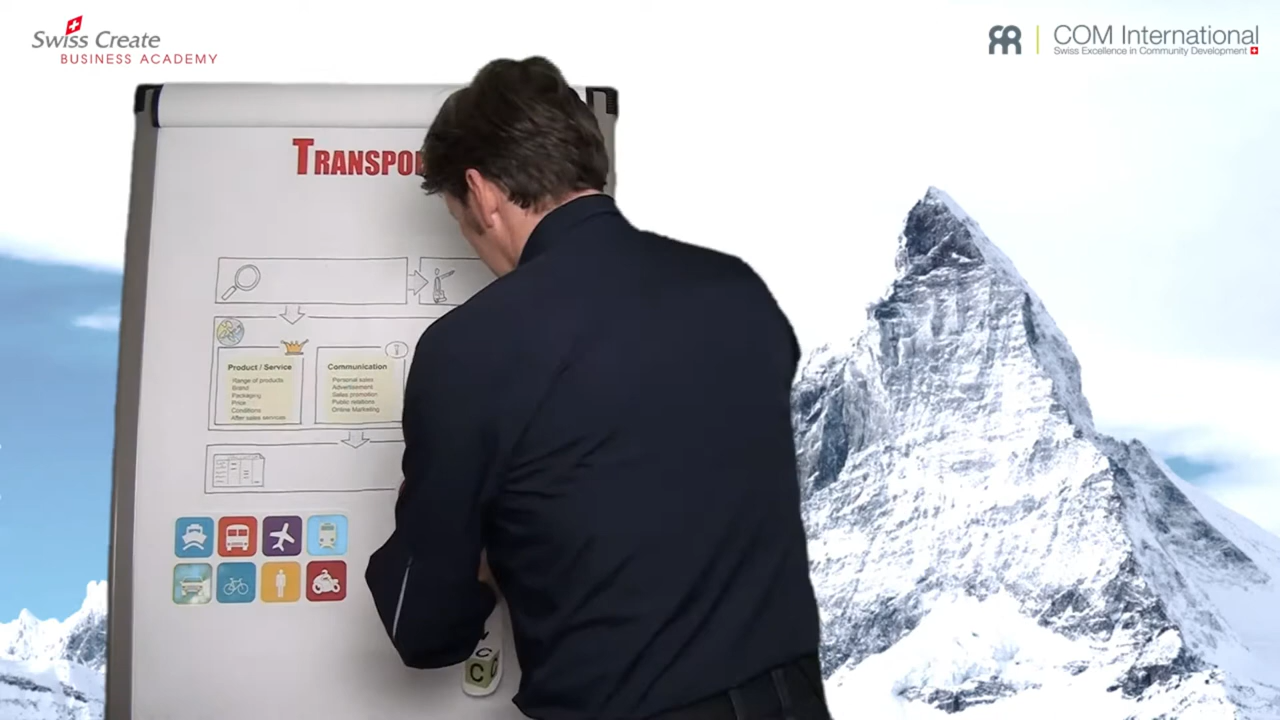 Swiss Create
BUSINESS ACADEMY
COM International
Swiss Excellence in Community Development
TRANSPO
Product / Service
Range of products
Brand
Packaging
Price
Conditions
After sales services
Communication
Personal sales
Advertisement
Sales promotion
Public relations
Online Marketing
C